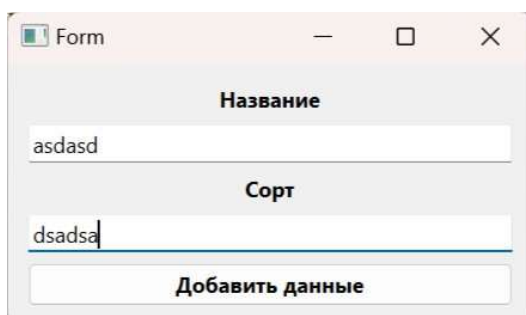 Form
Название
asdasd
Сорт
dsadsa
Добавить данные